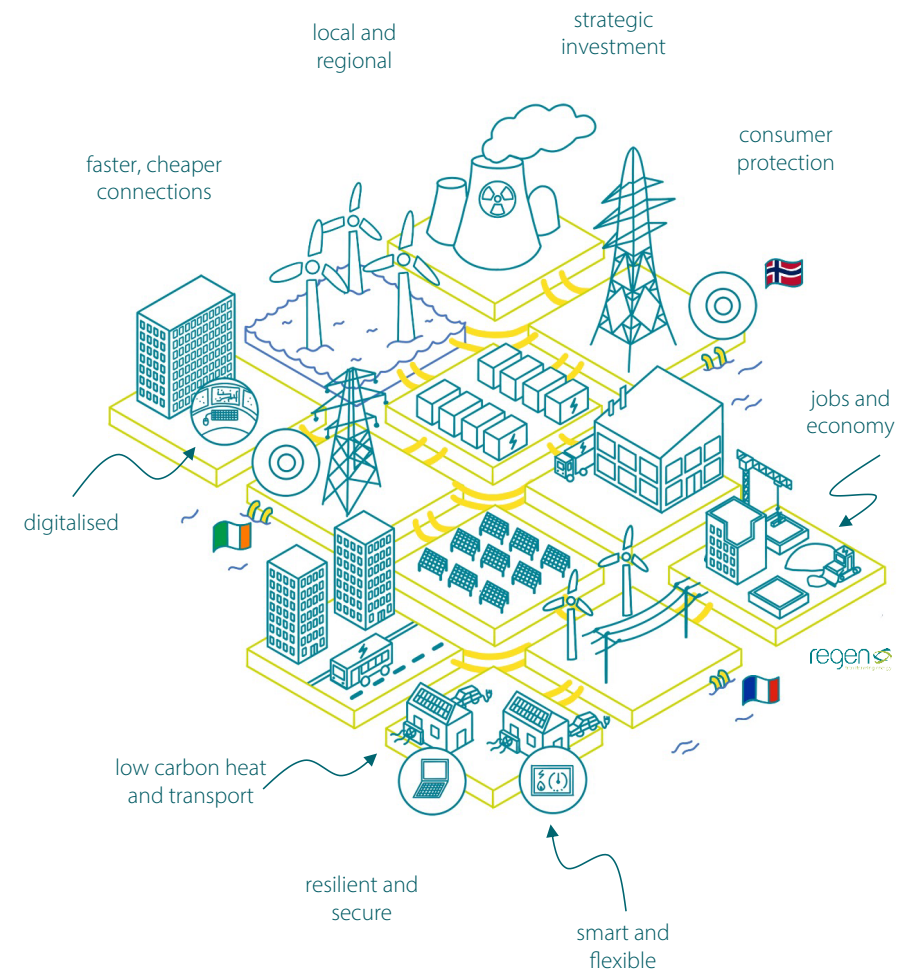 strategic
investment
local and
regional
consumer
protection
faster, cheaper
connections
jobs and
economy
digitalised
regen
low carbon heat
and transport
resilient and
secure
smart and
flexible